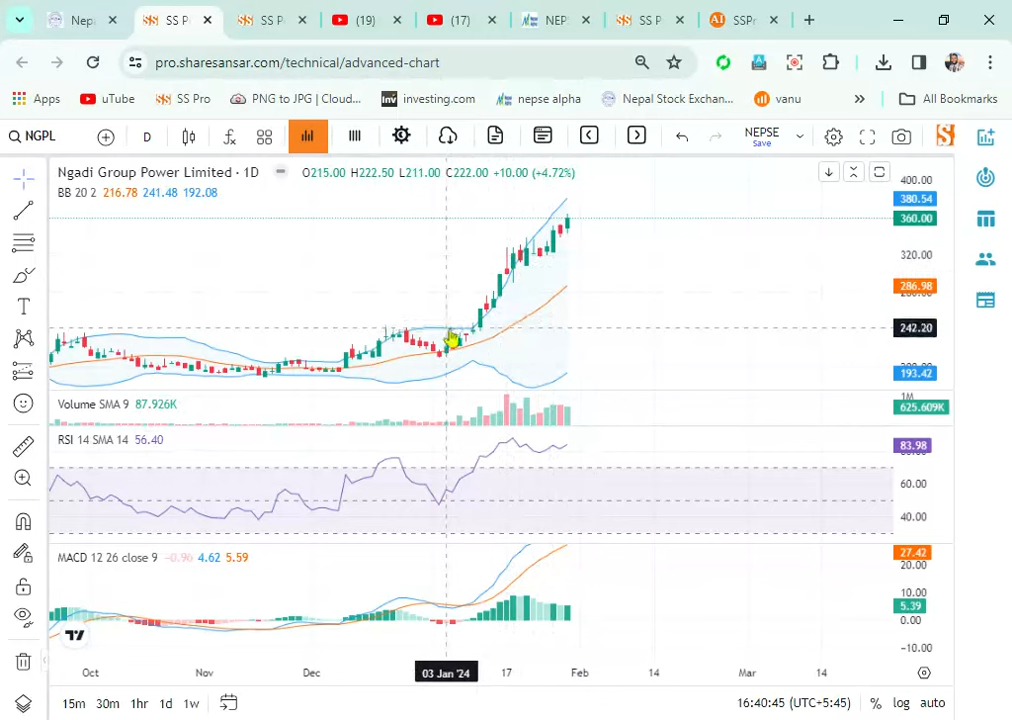 Nepa
SS P
SS P
(19)
(17)
NEP
SS P
SSPr
pro.sharesansar.com/technical/advanced-chart
Apps
uTube
SS Pro
PNG to JPG | Cloud...
Inv investing.com
nepse alpha
Nepal Stock Exchan...
vanu
»
All Bookmarks
NGPL
D
NEPSE
Save
Ngadi Group Power Limited · 1D
O215.00 H222.50 L211.00 C222.00 +10.00 (+4.72%)
BB 20 2 216.78 241.48 192.08
400.00
380.54
360.00
320.00
286.98
242.20
193.42
Volume SMA 9 87.926K
1M
625.609K
RSI 14 SMA 14 56.40
83.98
60.00
40.00
MACD 12 26 close 9 −0.96 4.62 5.59
27.42
20.00
10.00
5.39
0.00
−10.00
Oct
Nov
Dec
03 Jan '24
17
Feb
14
Mar
14
15m 30m 1hr 1d 1w
16:40:45 (UTC+5:45)
% log auto